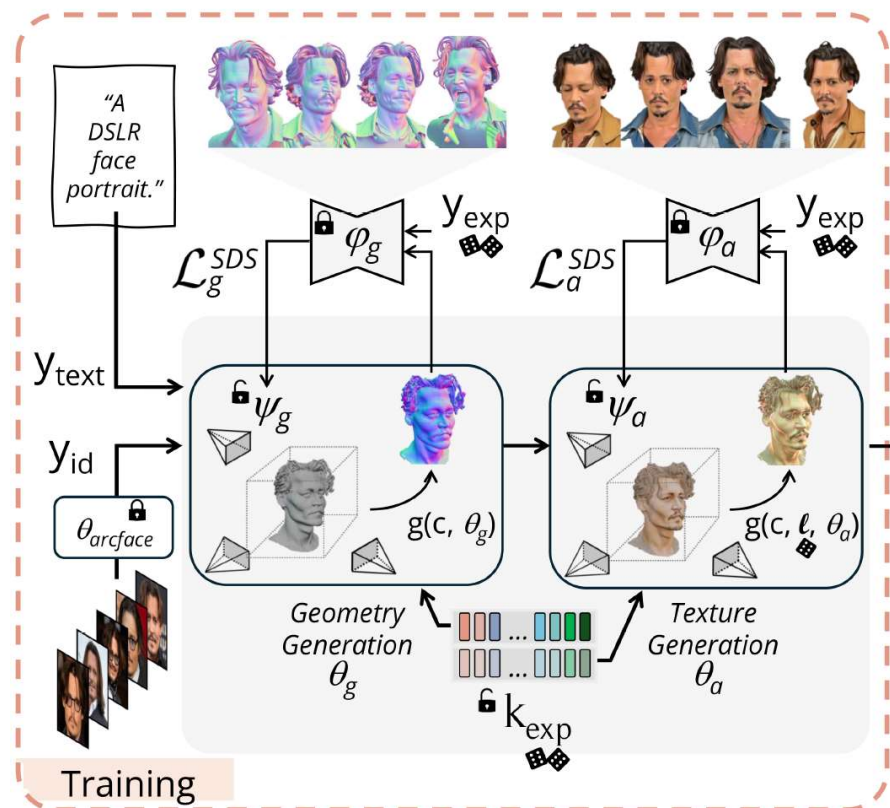 “A
DSLR
face
portrait.”
y_exp
y_exp
φ_g
φ_a
ℒ_g^SDS
ℒ_a^SDS
y_text
ψ_g
ψ_a
y_id
θ_arcface
g(c, θ_g)
g(c, ℓ, θ_a)
Geometry
Generation
θ_g
...
...
Texture
Generation
θ_a
k_exp
Training